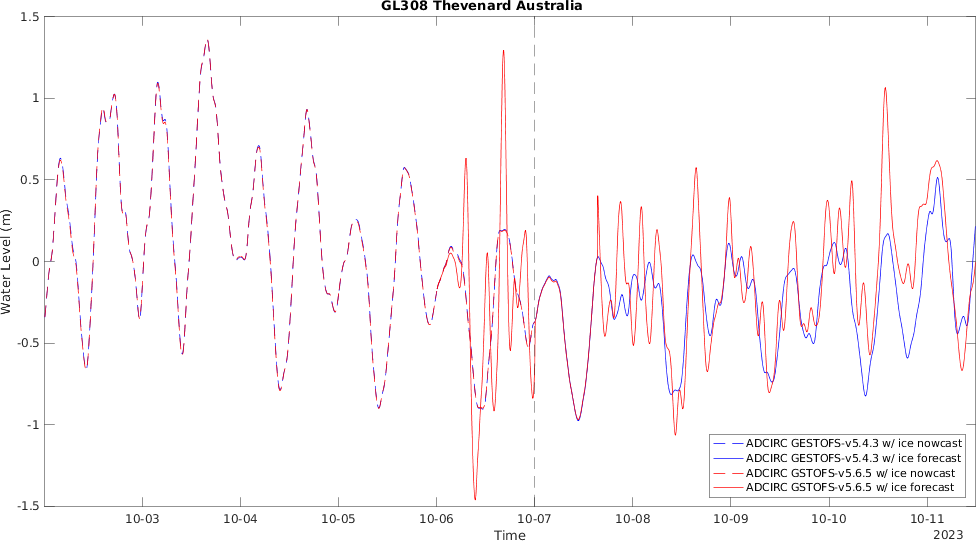 GL308 Thevenard Australia
1.5
1
0.5
0
-0.5
-1
-1.5
Water Level (m)
ADCIRC GESTOFS-v5.4.3 w/ ice nowcast
ADCIRC GESTOFS-v5.4.3 w/ ice forecast
ADCIRC GSTOFS-v5.6.5 w/ ice nowcast
ADCIRC GSTOFS-v5.6.5 w/ ice forecast
10-03 10-04 10-05 10-06 10-07 10-08 10-09 10-10 10-11
Time
2023